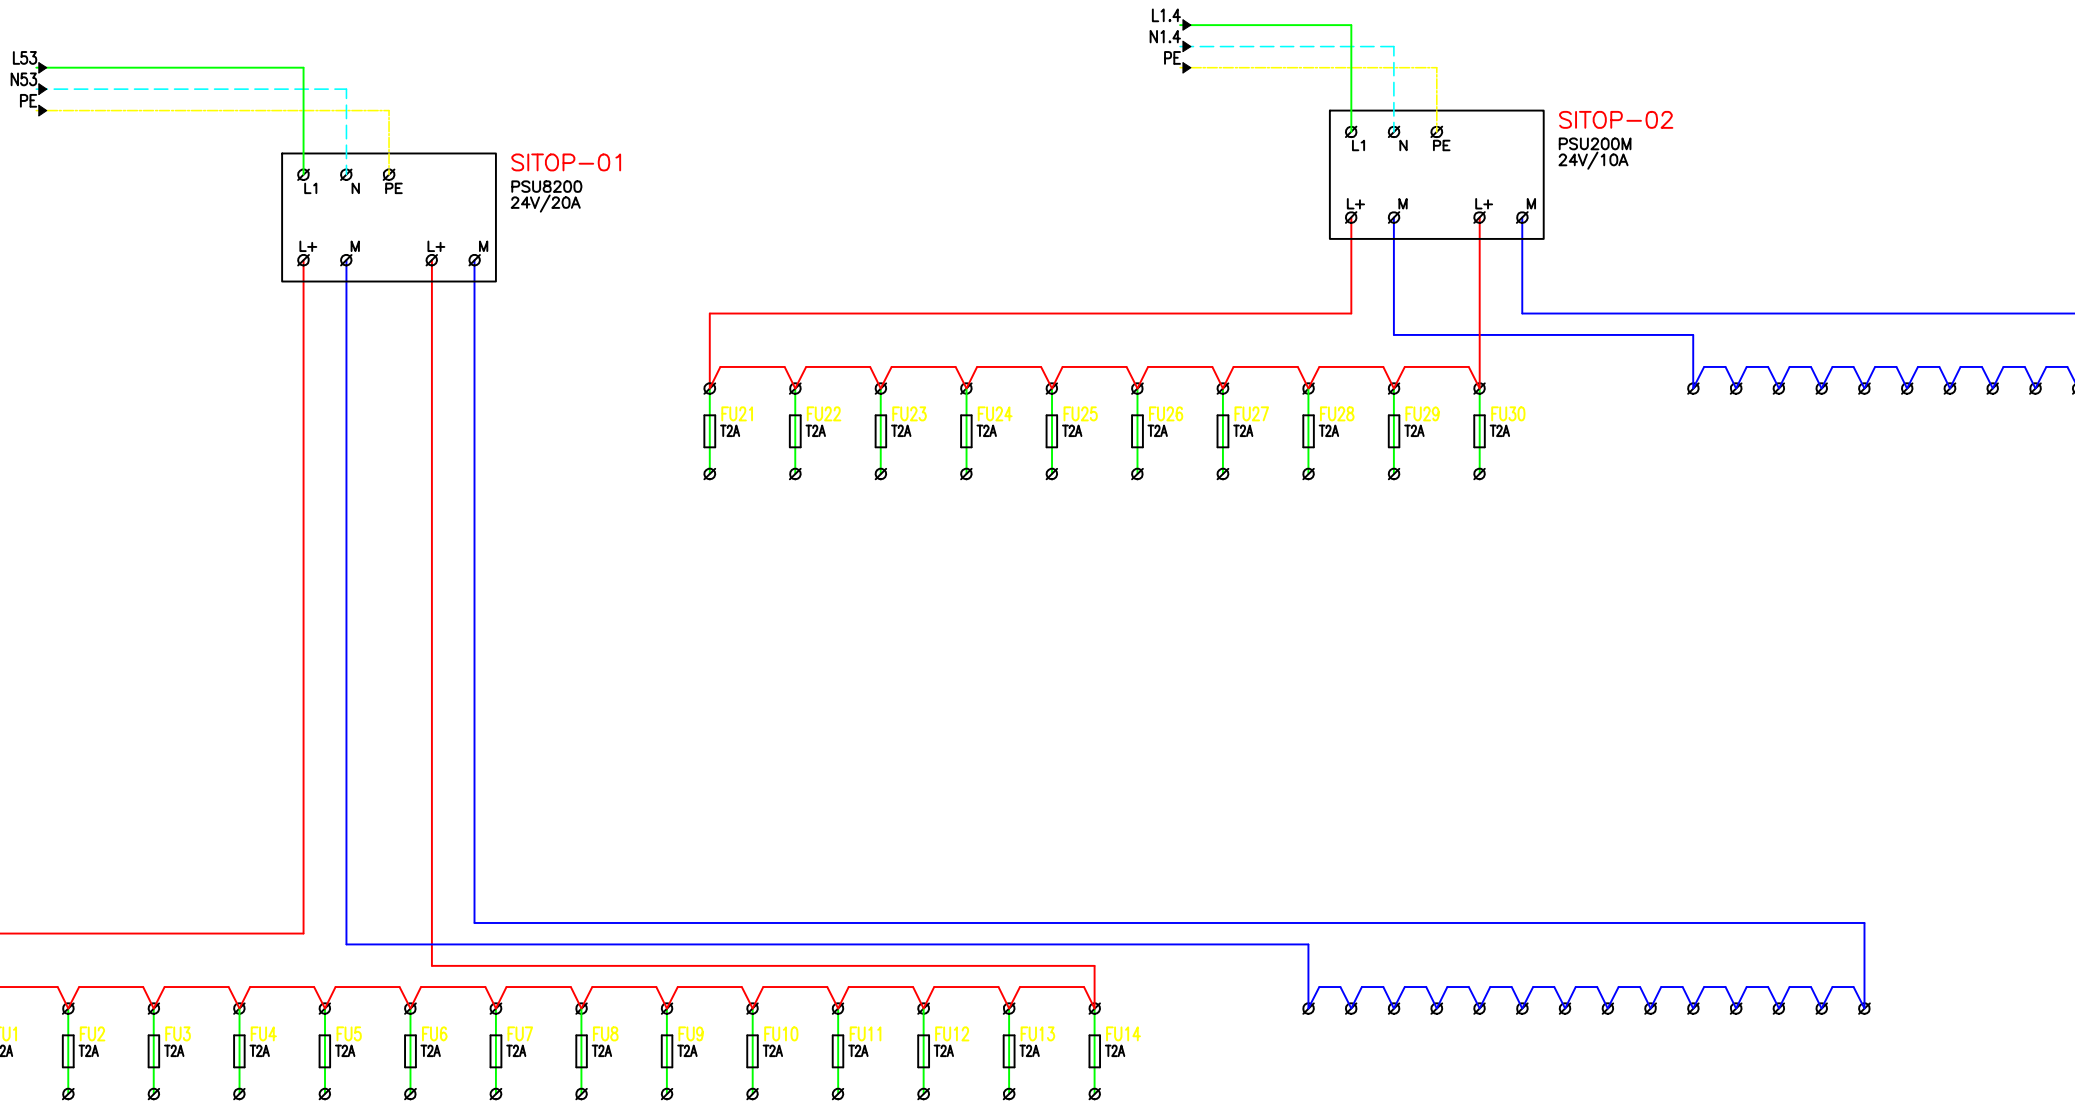 L53
N53
PE
L1.4
N1.4
PE
SITOP-01
PSU8200
24V/20A
L1 N PE
L+ M L+ M
SITOP-02
PSU200M
24V/10A
L1 N PE
L+ M L+ M
FU21 FU22 FU23 FU24 FU25 FU26 FU27 FU28 FU29 FU30
T2A T2A T2A T2A T2A T2A T2A T2A T2A T2A
FU2 FU3 FU4 FU5 FU6 FU7 FU8 FU9 FU10 FU11 FU12 FU13 FU14
T2A T2A T2A T2A T2A T2A T2A T2A T2A T2A T2A T2A T2A